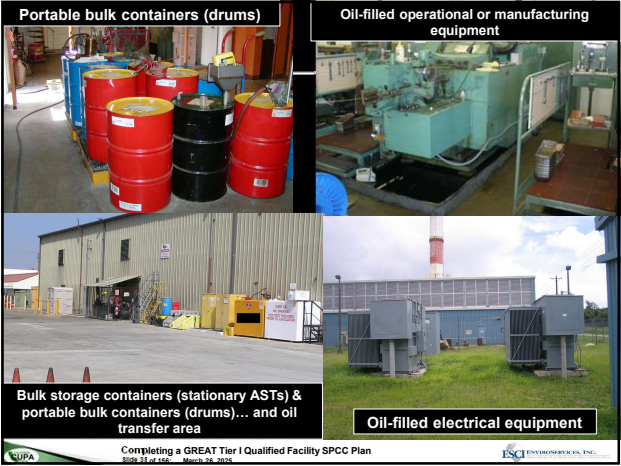 Portable bulk containers (drums)
Oil-filled operational or manufacturing
equipment
Bulk storage containers (stationary ASTs) &
portable bulk containers (drums)… and oil
transfer area
Oil-filled electrical equipment
CUPA
Completing a GREAT Tier I Qualified Facility SPCC Plan
of 156: March 26, 2025
ESCI ENVIROSERVICES, INC.